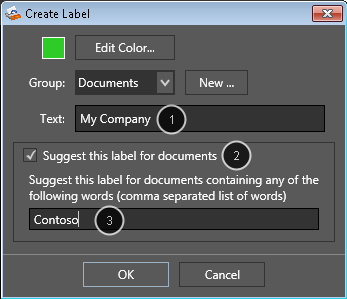 Create Label
Edit Color...
Group: Documents New ...
Text: My Company 1
Suggest this label for documents 2
Suggest this label for documents containing any of the
following words (comma separated list of words)
Contoso 3
OK Cancel